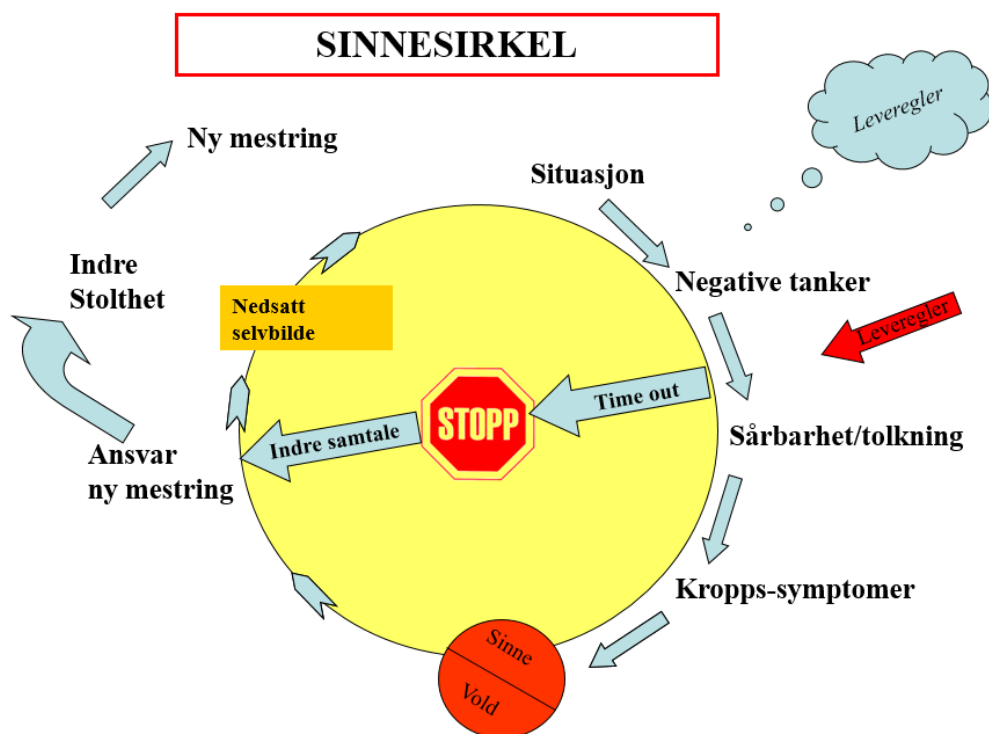 SINNESIRKEL
Leveregler
Ny mestring
Situasjon
Indre
Stolthet
Negative tanker
Nedsatt
selvbilde
Leveregler
Time out
STOPP
Indre samtale
Sårbarhet/tolkning
Ansvar
ny mestring
Kropps-symptomer
Sinne
Vold